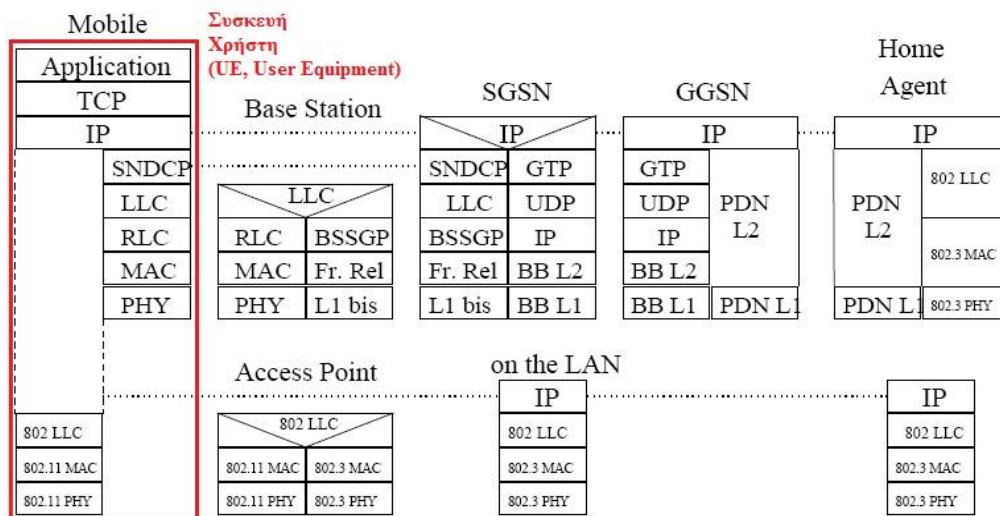 Mobile
Συσκευή
Χρήστη
(UE, User Equipment)
Application
TCP
IP
SNDCP
LLC
RLC
MAC
PHY
802 LLC
802.11 MAC
802.11 PHY
Base Station
LLC
RLC BSSGP
MAC Fr. Rel
PHY L1 bis
SGSN
IP
SNDCP GTP
LLC UDP
BSSGP IP
Fr. Rel BB L2
L1 bis BB L1
GGSN
IP
GTP
UDP
IP
BB L2
BB L1
PDN
L2
PDN L1
Home
Agent
IP
PDN
L2
PDN L1
802 LLC
802.3 MAC
802.3 PHY
Access Point
802 LLC
802.11 MAC 802.3 MAC
802.11 PHY 802.3 PHY
on the LAN
IP
802 LLC
802.3 MAC
802.3 PHY
IP
802 LLC
802.3 MAC
802.3 PHY